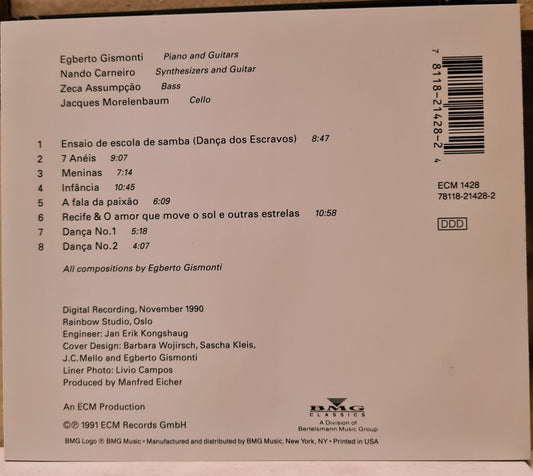 Egberto Gismonti Piano and Guitars
Nando Carneiro Synthesizers and Guitar
Zeca Assumpção Bass
Jacques Morelenbaum Cello
1 Ensaio de escola de samba (Dança dos Escravos) 8:47
2 7 Anéis 9:07
3 Meninas 7:14
4 Infância 10:45
5 A fala da paixão 6:09
6 Recife & O amor que move o sol e outras estrelas 10:58
7 Dança No.1 5:18
8 Dança No.2 4:07
All compositions by Egberto Gismonti
Digital Recording, November 1990
Rainbow Studio, Oslo
Engineer: Jan Erik Kongshaug
Cover Design: Barbara Wojirsch, Sascha Kleis,
J.C.Mello and Egberto Gismonti
Liner Photo: Livio Campos
Produced by Manfred Eicher
An ECM Production
©℗ 1991 ECM Records GmbH
BMG Logo ® BMG Music • Manufactured and distributed by BMG Music, New York, NY • Printed in USA
7 8118-21428-2 4
ECM 1428
78118-21428-2
DDD
BMG
CLASSICS
A Division of
Bertelsmann Music Group